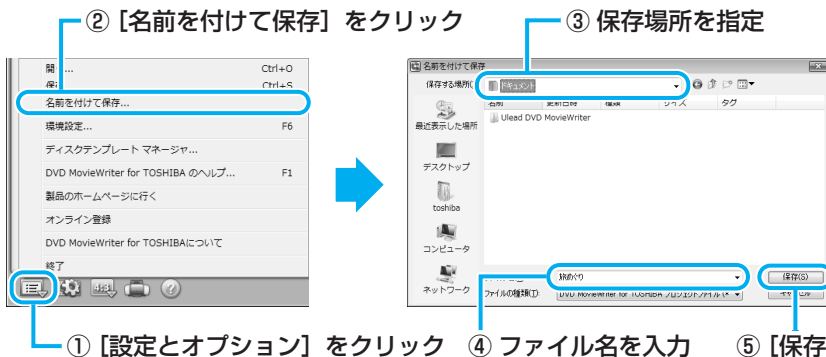 ② [名前を付けて保存] をクリック
③ 保存場所を指定
Ctrl+O
Ctrl+S
名前を付けて保存...
環境設定... F6
ディスクテンプレート マネージャ...
DVD MovieWriter for TOSHIBA のヘルプ... F1
製品のホームページに行く
オンライン登録
DVD MovieWriter for TOSHIBAについて
終了
名前を付けて保存
保存する場所( ドキュメント
名前 更新日時 種類 サイズ タグ
Ulead DVD MovieWriter
最近表示した場所
デスクトップ
toshiba
コンピュータ
ネットワーク
旅めぐり 保存(S)
ファイルの種類(T): DVD MovieWriter for TOSHIBA プロジェクトファイル (*
① [設定とオプション] をクリック
④ ファイル名を入力
⑤ [保存